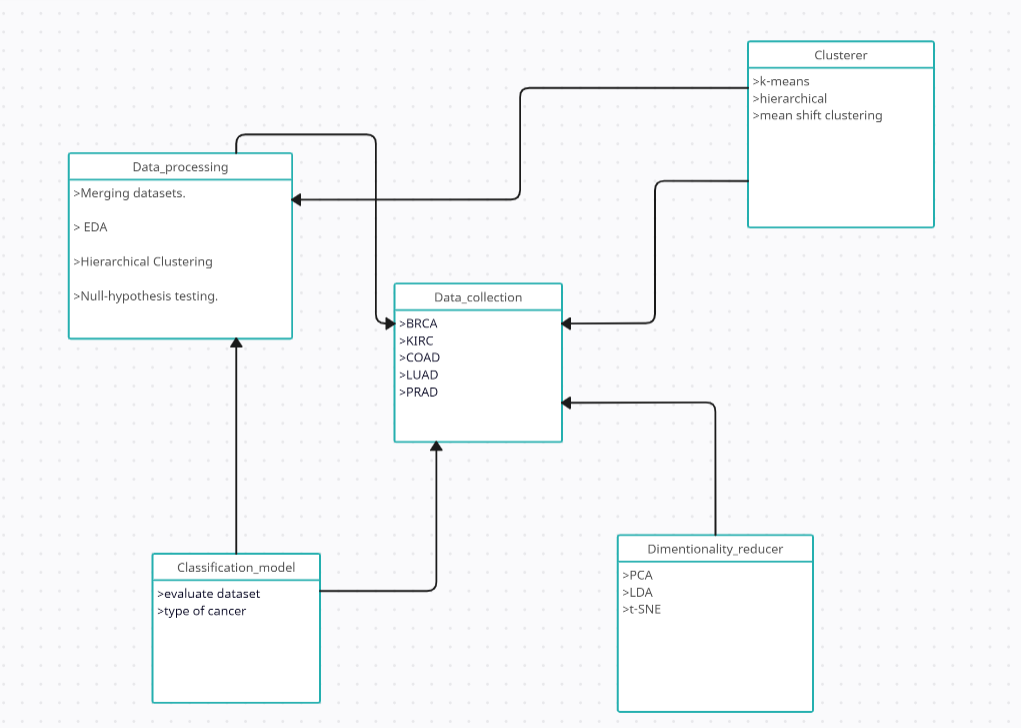 Clusterer
>k-means
>hierarchical
>mean shift clustering
Data_processing
>Merging datasets.
> EDA
>Hierarchical Clustering
>Null-hypothesis testing.
Data_collection
>BRCA
>KIRC
>COAD
>LUAD
>PRAD
Classification_model
>evaluate dataset
>type of cancer
Dimentionality_reducer
>PCA
>LDA
>t-SNE